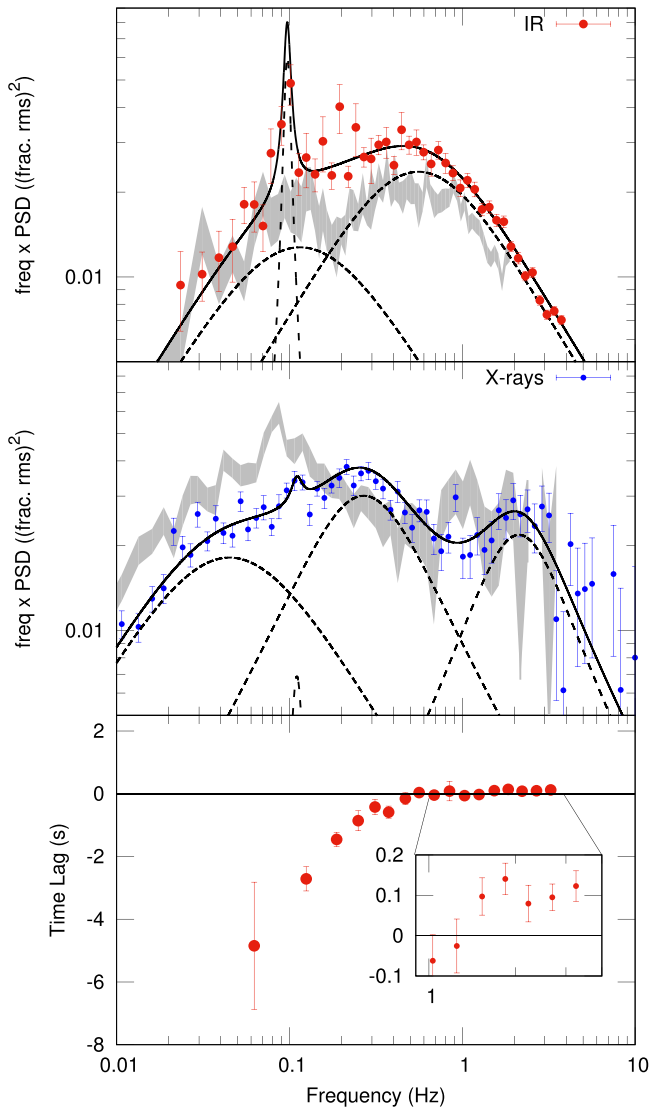 IR
freq x PSD ((frac. rms)²)
0.01
X-rays
freq x PSD ((frac. rms)²)
0.01
2
0
-2
-4
-6
-8
Time Lag (s)
0.2
0.1
0
-0.1
1
0.01 0.1 1 10
Frequency (Hz)